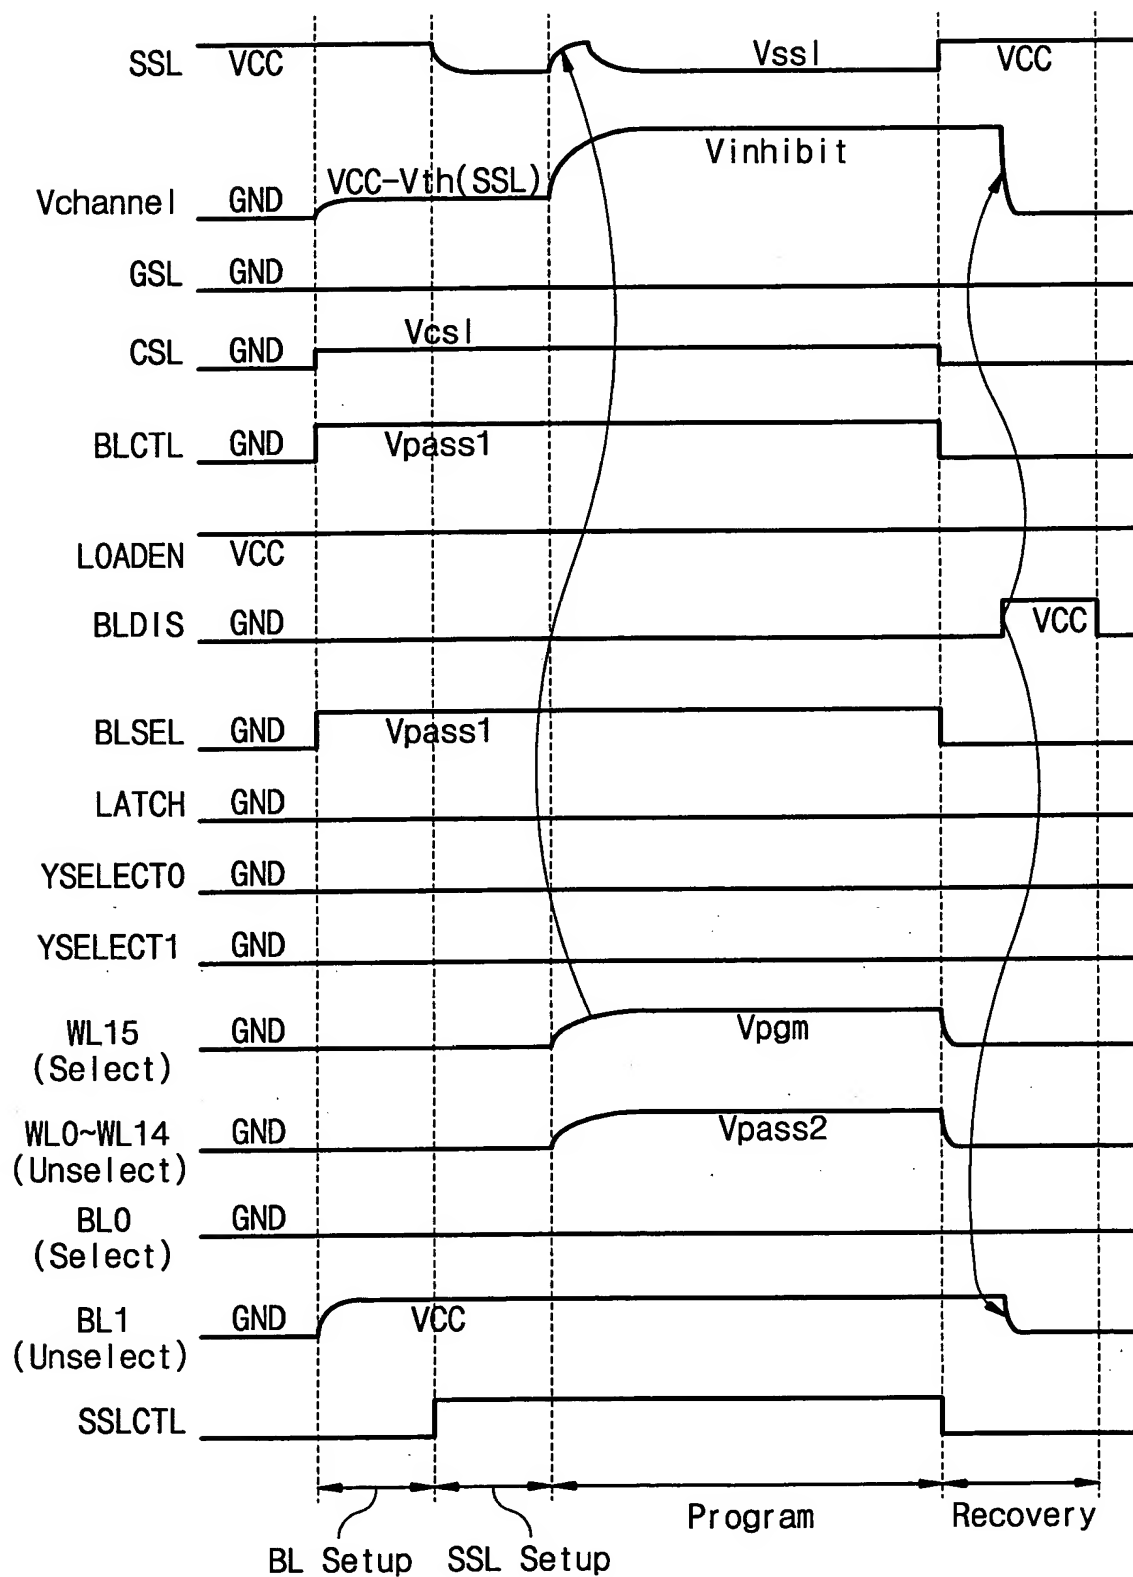 SSL VCC Vssl VCC
Vchannel GND VCC-Vth(SSL) Vinhibit
GSL GND
CSL GND Vcsl
BLCTL GND Vpass1
LOADEN VCC
BLDIS GND VCC
BLSEL GND Vpass1
LATCH GND
YSELECT0 GND
YSELECT1 GND
WL15 GND Vpgm
(Select)
WL0~WL14 GND Vpass2
(Unselect)
BL0 GND
(Select)
BL1 GND VCC
(Unselect)
SSLCTL
Program Recovery
BL Setup SSL Setup